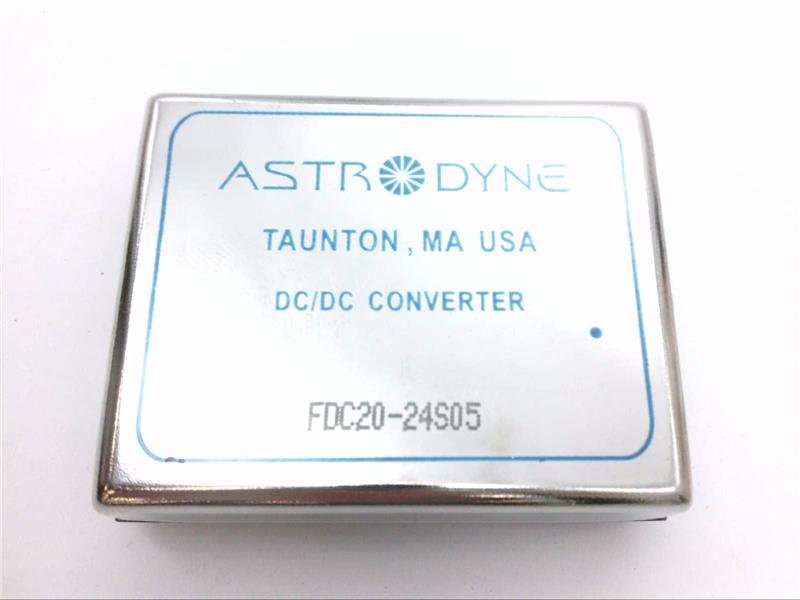 ASTRODYNE
TAUNTON, MA USA
DC/DC CONVERTER
FDC20-24S05